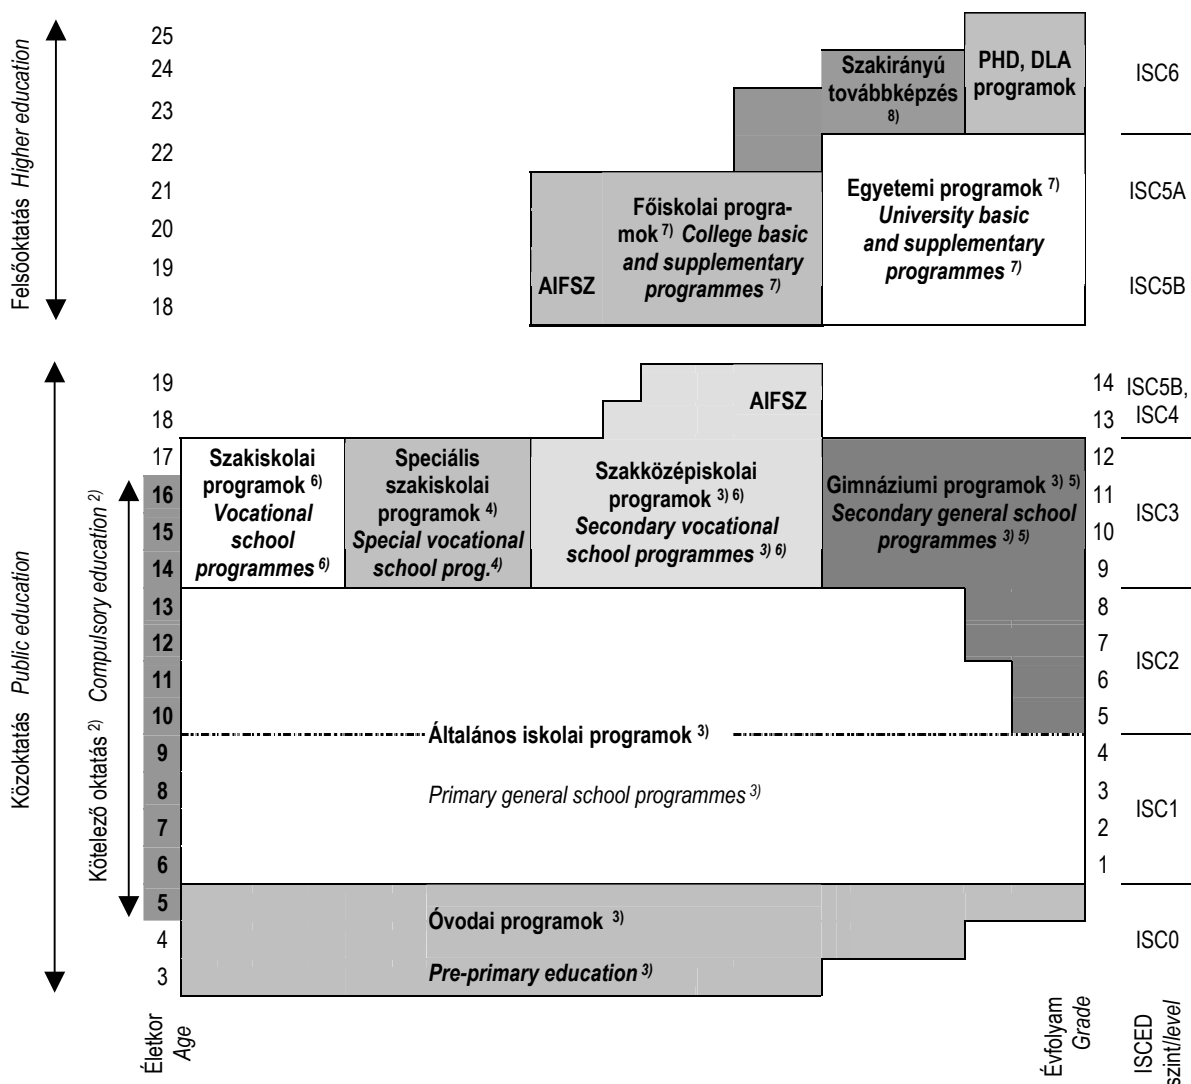 Felsőoktatás Higher education
25
24
23
22
21
20
19
18
Szakirányú
továbbképzés
8)
PHD, DLA
programok
ISC6
AIFSZ
Főiskolai progra-
mok 7) College basic
and supplementary
programmes 7)
Egyetemi programok 7)
University basic
and supplementary
programmes 7)
ISC5A
ISC5B
Közoktatás Public education
Kötelező oktatás 2) Compulsory education 2)
19
18
17
16
15
14
13
12
11
10
9
8
7
6
5
4
3
AIFSZ
Szakiskolai
programok 6)
Vocational
school
programmes 6)
Speciális
szakiskolai
programok 4)
Special vocational
school prog.4)
Szakközépiskolai
programok 3) 6)
Secondary vocational
school programmes 3) 6)
Gimnáziumi programok 3) 5)
Secondary general school
programmes 3) 5)
Általános iskolai programok 3)
Primary general school programmes 3)
Óvodai programok 3)
Pre-primary education 3)
14
13
12
11
10
9
8
7
6
5
4
3
2
1
ISC5B,
ISC4
ISC3
ISC2
ISC1
ISC0
Életkor
Age
Évfolyam
Grade
ISCED
szint/level